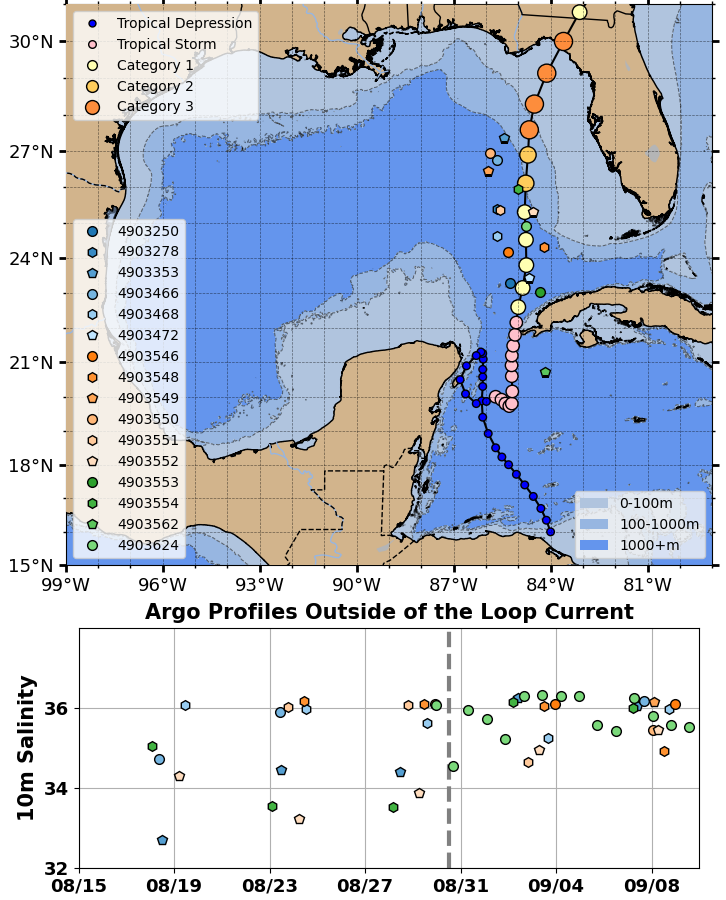 30°N
27°N
24°N
21°N
18°N
15°N
Tropical Depression
Tropical Storm
Category 1
Category 2
Category 3
4903250
4903278
4903353
4903466
4903468
4903472
4903546
4903548
4903549
4903550
4903551
4903552
4903553
4903554
4903562
4903624
0-100m
100-1000m
1000+m
99°W 96°W 93°W 90°W 87°W 84°W 81°W
Argo Profiles Outside of the Loop Current
10m Salinity
36
34
32
08/15 08/19 08/23 08/27 08/31 09/04 09/08